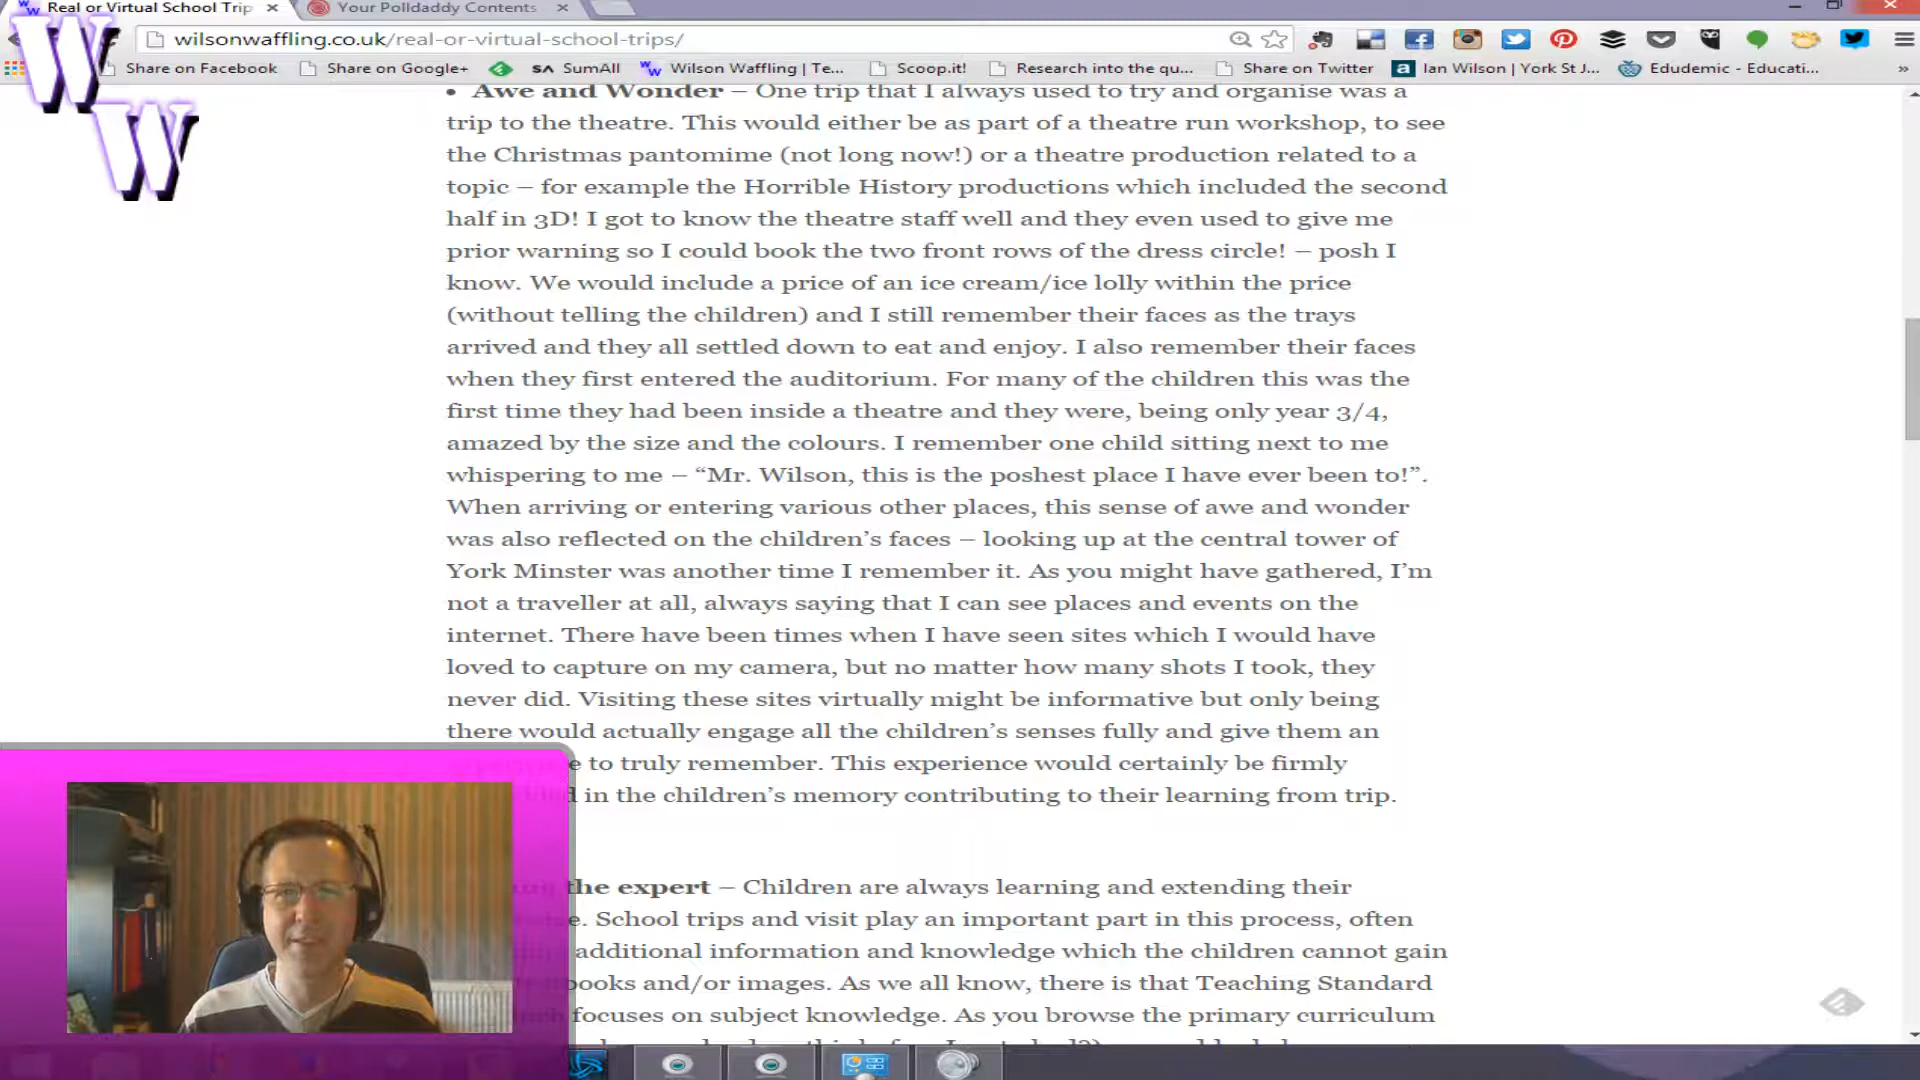 Real or Virtual School Trip
Your Polldaddy Contents
wilsonwaffling.co.uk/real-or-virtual-school-trips/
Share on Facebook
Share on Google+
SumAll
Wilson Waffling | Te...
Scoop.it!
Research into the qu...
Share on Twitter
Ian Wilson | York St J...
Edudemic - Educati...
W
W
• Awe and Wonder – One trip that I always used to try and organise was a
trip to the theatre. This would either be as part of a theatre run workshop, to see
the Christmas pantomime (not long now!) or a theatre production related to a
topic – for example the Horrible History productions which included the second
half in 3D! I got to know the theatre staff well and they even used to give me
prior warning so I could book the two front rows of the dress circle! – posh I
know. We would include a price of an ice cream/ice lolly within the price
(without telling the children) and I still remember their faces as the trays
arrived and they all settled down to eat and enjoy. I also remember their faces
when they first entered the auditorium. For many of the children this was the
first time they had been inside a theatre and they were, being only year 3/4,
amazed by the size and the colours. I remember one child sitting next to me
whispering to me – “Mr. Wilson, this is the poshest place I have ever been to!”.
When arriving or entering various other places, this sense of awe and wonder
was also reflected on the children’s faces – looking up at the central tower of
York Minster was another time I remember it. As you might have gathered, I’m
not a traveller at all, always saying that I can see places and events on the
internet. There have been times when I have seen sites which I would have
loved to capture on my camera, but no matter how many shots I took, they
never did. Visiting these sites virtually might be informative but only being
there would actually engage all the children’s senses fully and give them an
to truly remember. This experience would certainly be firmly
in the children’s memory contributing to their learning from trip.
the expert – Children are always learning and extending their
School trips and visit play an important part in this process, often
additional information and knowledge which the children cannot gain
books and/or images. As we all know, there is that Teaching Standard
focuses on subject knowledge. As you browse the primary curriculum